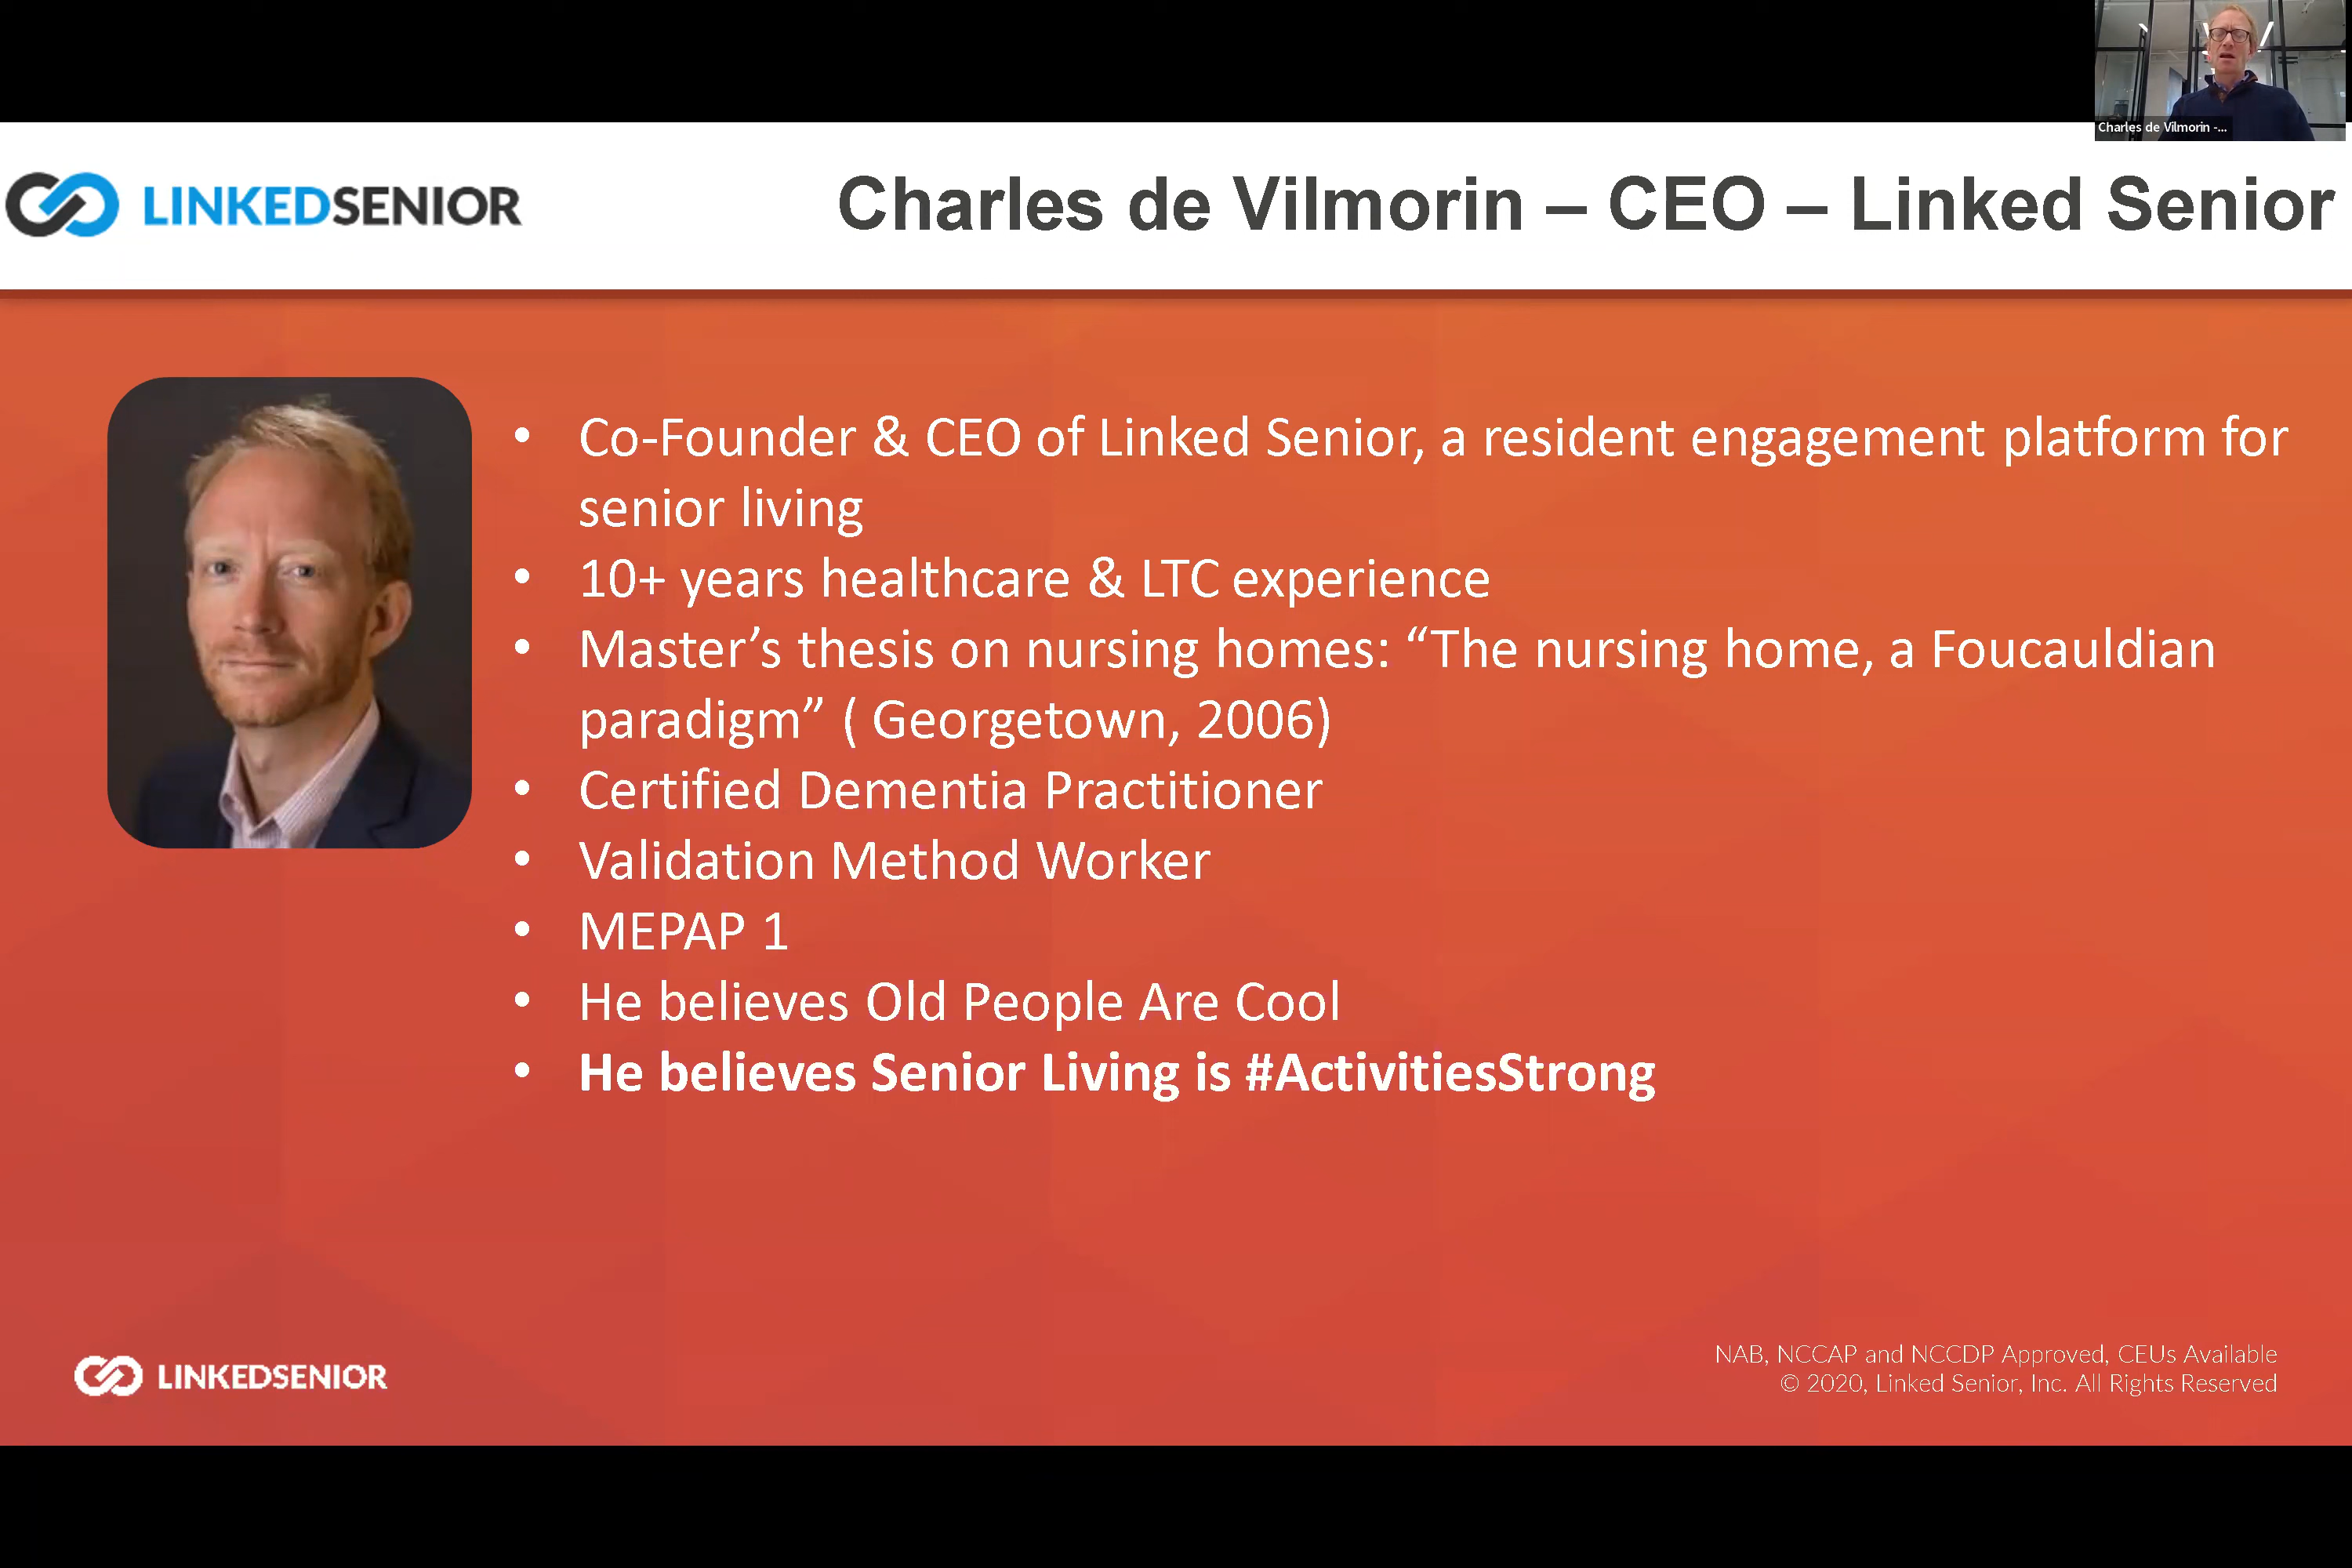 Charles de Vilmorin -...
LINKEDSENIOR
Charles de Vilmorin – CEO – Linked Senior
• Co-Founder & CEO of Linked Senior, a resident engagement platform for
senior living
• 10+ years healthcare & LTC experience
• Master’s thesis on nursing homes: “The nursing home, a Foucauldian
paradigm” ( Georgetown, 2006)
• Certified Dementia Practitioner
• Validation Method Worker
• MEPAP 1
• He believes Old People Are Cool
• He believes Senior Living is #ActivitiesStrong
LINKEDSENIOR
NAB, NCCAP and NCCDP Approved, CEUs Available
© 2020, Linked Senior, Inc. All Rights Reserved